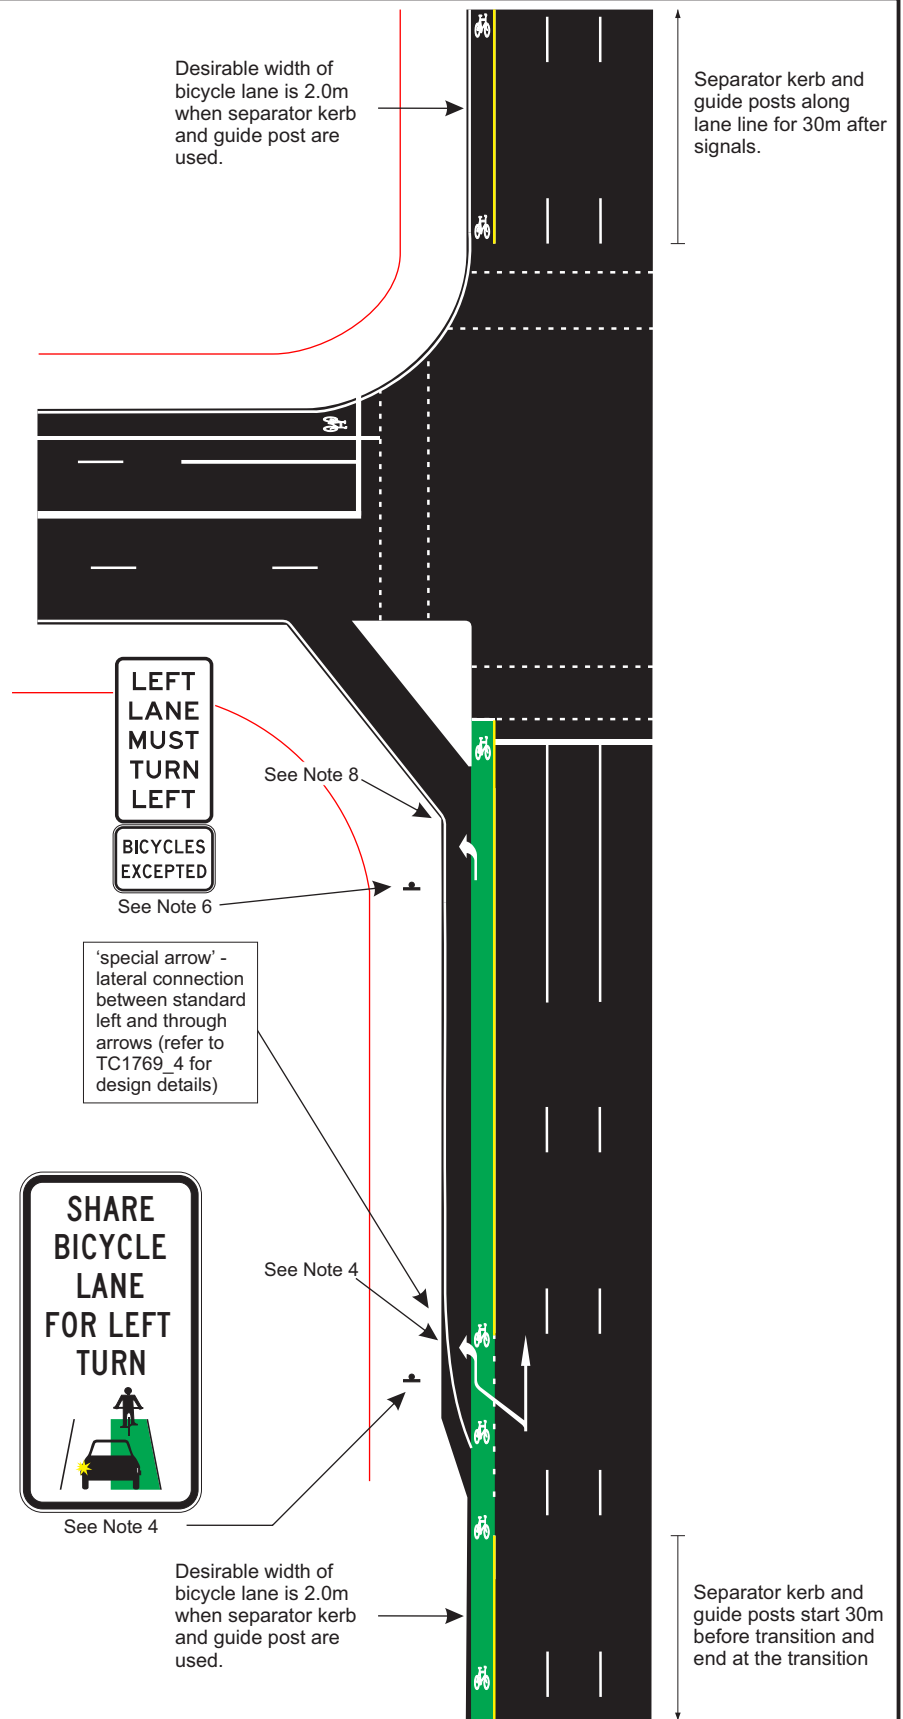 Desirable width of
bicycle lane is 2.0m
when separator kerb
and guide post are
used.
Separator kerb and
guide posts along
lane line for 30m after
signals.
LEFT
LANE
MUST
TURN
LEFT
BICYCLES
EXCEPTED
See Note 8
See Note 6
‘special arrow’ -
lateral connection
between standard
left and through
arrows (refer to
TC1769_4 for
design details)
SHARE
BICYCLE
LANE
FOR LEFT
TURN
See Note 4
See Note 4
Desirable width of
bicycle lane is 2.0m
when separator kerb
and guide post are
used.
Separator kerb and
guide posts start 30m
before transition and
end at the transition